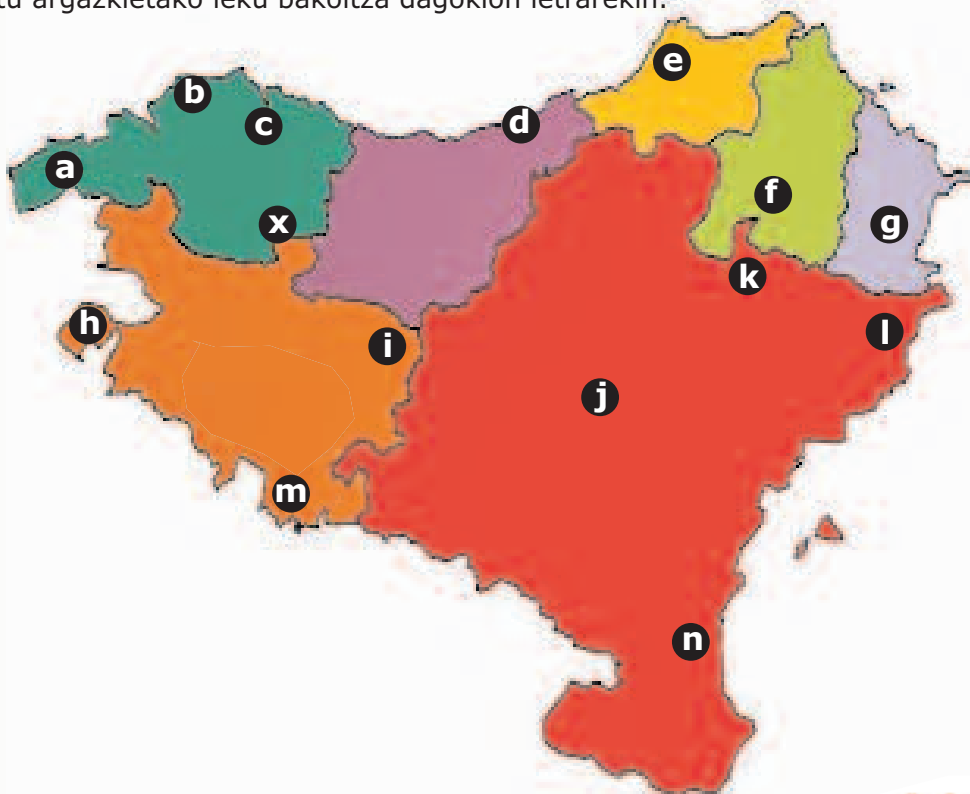 tu argazkietako leku bakoitza dagokion letrarekin.
e
b
c
d
a
f
x
g
k
h
l
i
j
m
n